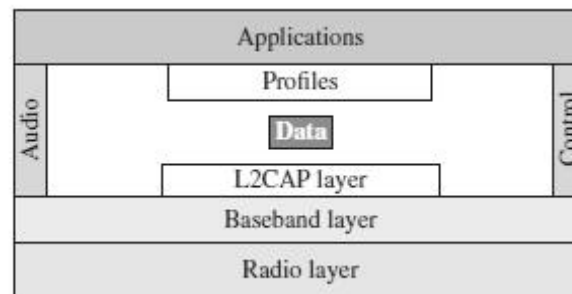 Applications
Profiles
Audio
Data
Control
L2CAP layer
Baseband layer
Radio layer